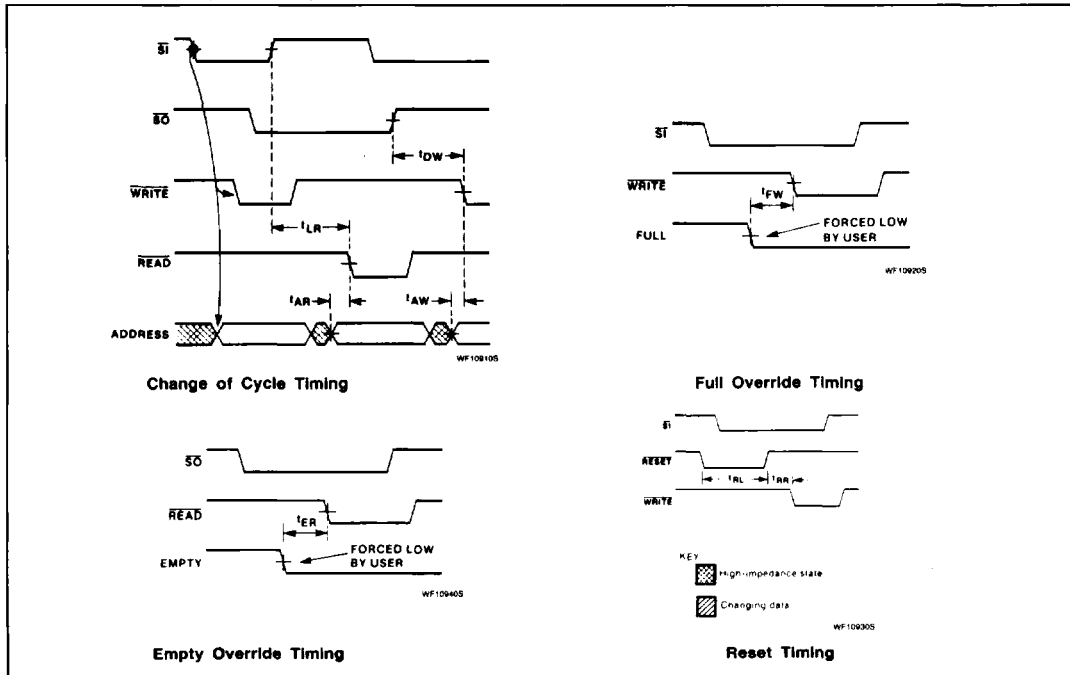 SI
SO
tDW
WRITE
tLR
READ
tAR
tAW
ADDRESS
WF10910S
Change of Cycle Timing
SI
WRITE
tFW
FULL
FORCED LOW
BY USER
WF10920S
Full Override Timing
SO
READ
tER
EMPTY
FORCED LOW
BY USER
WF10940S
Empty Override Timing
SI
RESET
tRL
tRR
WRITE
KEY
High-impedance state
Changing data
WF10930S
Reset Timing